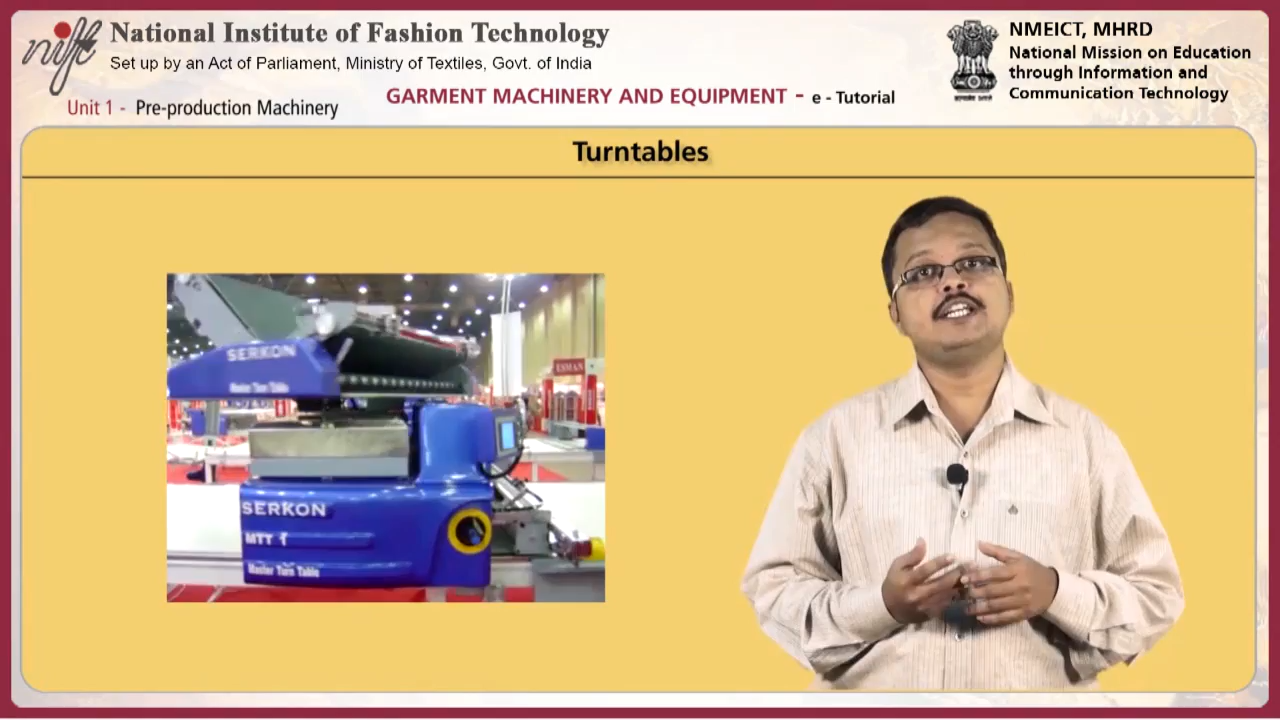 nift
National Institute of Fashion Technology
Set up by an Act of Parliament, Ministry of Textiles, Govt. of India
NMEICT, MHRD
National Mission on Education
through Information and
Communication Technology
Unit 1 - Pre-production Machinery
GARMENT MACHINERY AND EQUIPMENT - e - Tutorial
Turntables
SERKON
Master Turn Table
ESMAN
SERKON
MTT 1
Master Turn Table